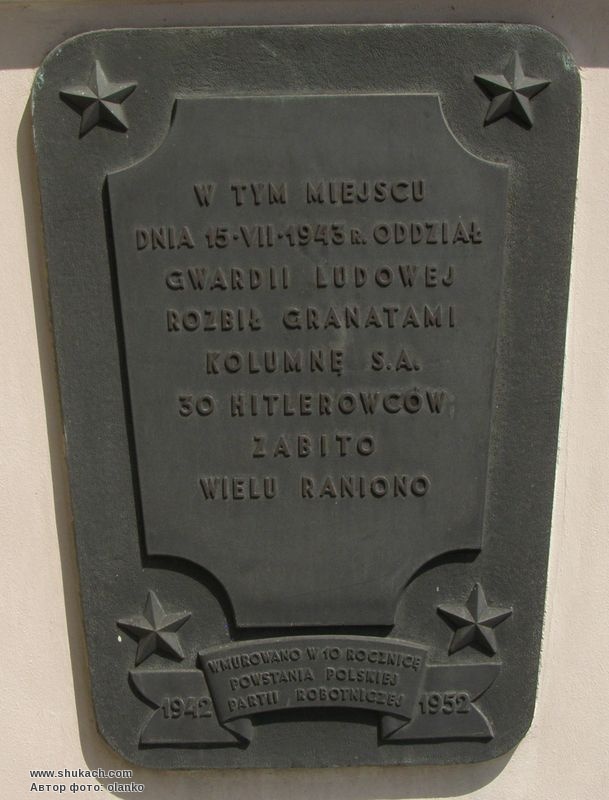 W TYM MIEJSCU
DNIA 15·VII·1943 R. ODDZIAŁ
GWARDII LUDOWEJ
ROZBIŁ GRANATAMI
KOLUMNĘ S.A.
30 HITLEROWCÓW
ZABITO
WIELU RANIONO
WMUROWANO W 10 ROCZNICĘ
POWSTANIA POLSKIEJ
PARTII ROBOTNICZEJ
1942 1952
www.shukach.com
Автор фото: olanko